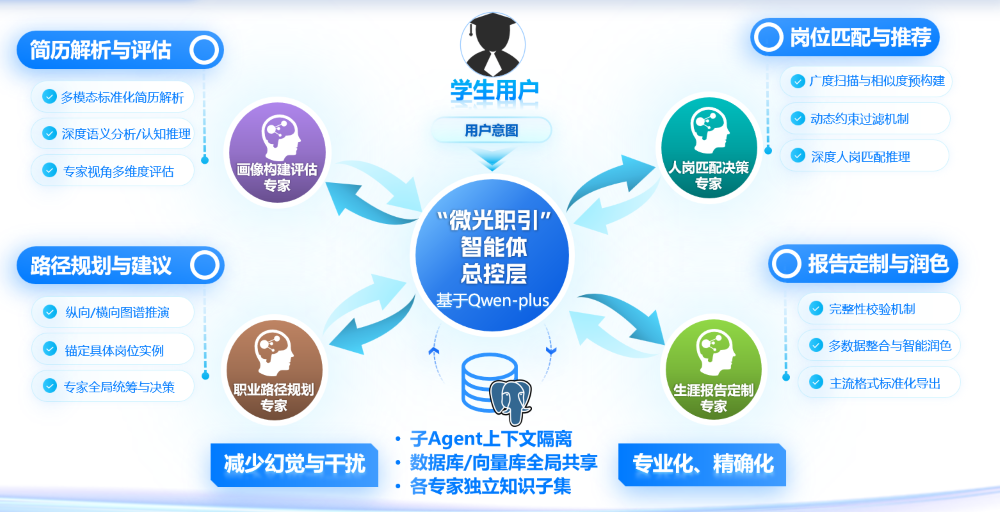 简历解析与评估
多模态标准化简历解析
深度语义分析/认知推理
专家视角多维度评估
画像构建评估
专家
学生用户
用户意图
岗位匹配与推荐
广度扫描与相似度预构建
动态约束过滤机制
深度人岗匹配推理
人岗匹配决策
专家
“微光职引”
智能体
总控层
基于Qwen-plus
路径规划与建议
纵向/横向图谱推演
锚定具体岗位实例
专家全局统筹与决策
职业路径规划
专家
报告定制与润色
完整性校验机制
多数据整合与智能润色
主流格式标准化导出
生涯报告定制
专家
减少幻觉与干扰
• 子Agent上下文隔离
• 数据库/向量库全局共享
• 各专家独立知识子集
专业化、精确化